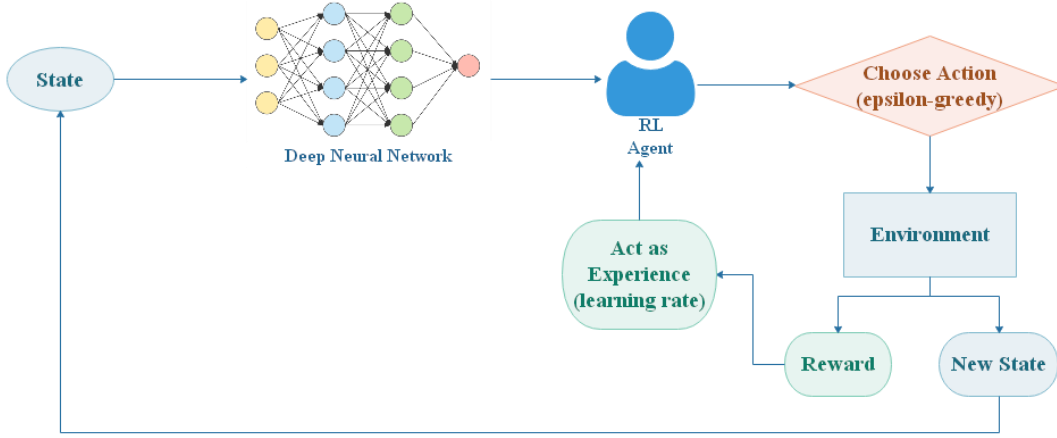 State
Deep Neural Network
RL
Agent
Choose Action
(epsilon-greedy)
Environment
Act as
Experience
(learning rate)
Reward
New State